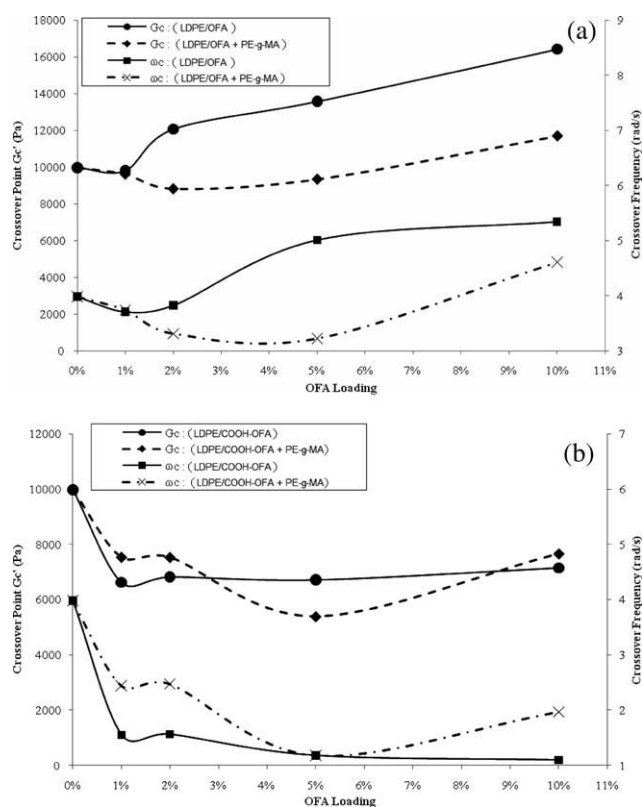 (a)
Gc : (LDPE/OFA)
Gc : (LDPE/OFA + PE-g-MA)
ωc : (LDPE/OFA)
ωc : (LDPE/OFA + PE-g-MA)
Crossover Point Gc' (Pa)
18000
16000
14000
12000
10000
8000
6000
4000
2000
0
Crossover Frequency (rad/s)
9
8
7
6
5
4
3
0% 1% 2% 3% 4% 5% 6% 7% 8% 9% 10% 11%
OFA Loading
(b)
Gc : (LDPE/COOH-OFA)
Gc : (LDPE/COOH-OFA + PE-g-MA)
ωc : (LDPE/COOH-OFA)
ωc : (LDPE/COOH-OFA + PE-g-MA)
Crossover Point Gc' (Pa)
12000
10000
8000
6000
4000
2000
0
Crossover Frequency (rad/s)
7
6
5
4
3
2
1
0% 1% 2% 3% 4% 5% 6% 7% 8% 9% 10% 11%
OFA Loading